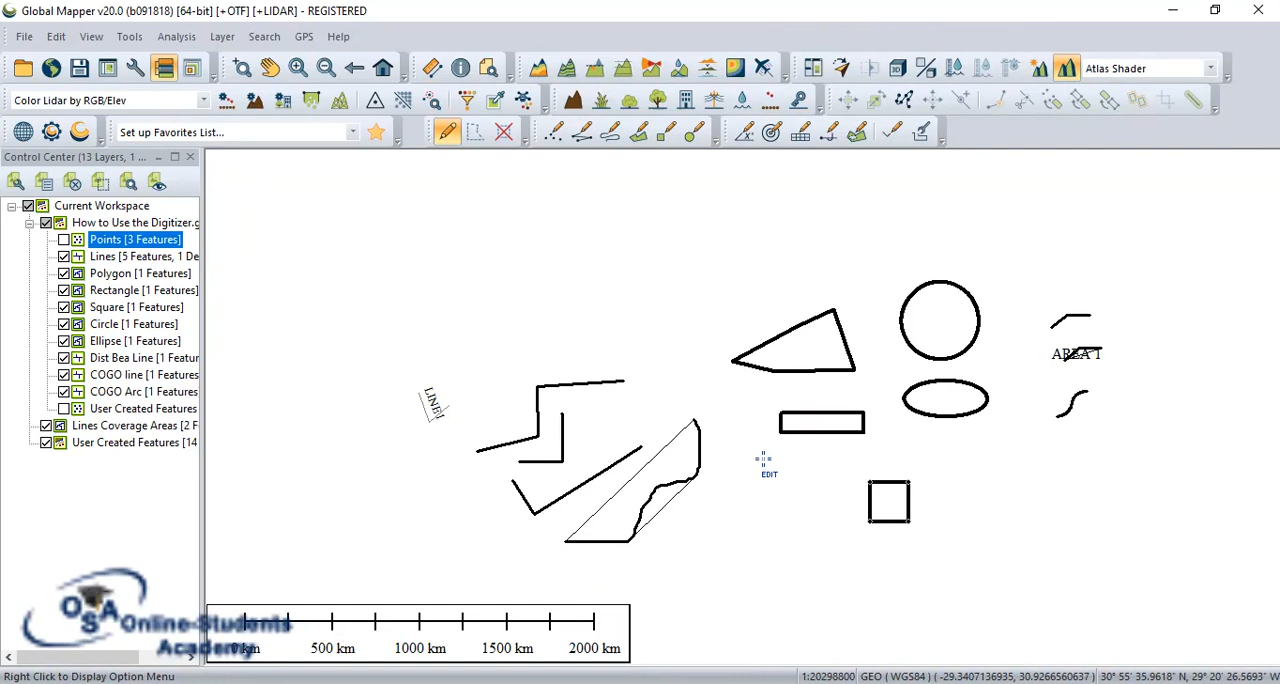 Global Mapper v20.0 (b091818) [64-bit] [+OTF] [+LIDAR] - REGISTERED
File Edit View Tools Analysis Layer Search GPS Help
Atlas Shader
Color Lidar by RGB/Elev
Set up Favorites List...
Control Center (13 Layers, 1 ...
Current Workspace
How to Use the Digitizer.g
Points [3 Features]
Lines [5 Features, 1 De
Polygon [1 Features]
Rectangle [1 Features]
Square [1 Features]
Circle [1 Features]
Ellipse [1 Features]
Dist Bea Line [1 Featur
COGO line [1 Features
COGO Arc [1 Features
User Created Features
Lines Coverage Areas [2 F
User Created Features [14
LINE 1
AREA 1
EDIT
OSA Online-Students
Academy
0 km 500 km 1000 km 1500 km 2000 km
Right Click to Display Option Menu
1:20298800 GEO ( WGS84 ) ( -29.3407136935, 30.9266560637 ) 30° 55' 35.9618" N, 29° 20' 26.5693" W